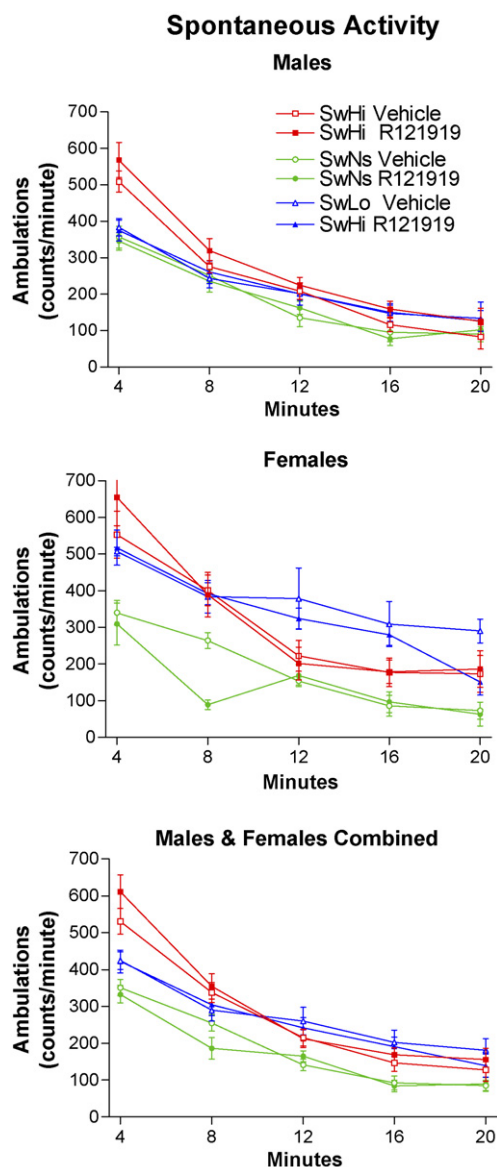 Spontaneous Activity
Males
Ambulations
(counts/minute)
700
600
500
400
300
200
100
0
SwHi Vehicle
SwHi R121919
SwNs Vehicle
SwNs R121919
SwLo Vehicle
SwHi R121919
4 8 12 16 20
Minutes
Females
Ambulations
(counts/minute)
700
600
500
400
300
200
100
0
4 8 12 16 20
Minutes
Males & Females Combined
Ambulations
(counts/minute)
700
600
500
400
300
200
100
0
4 8 12 16 20
Minutes